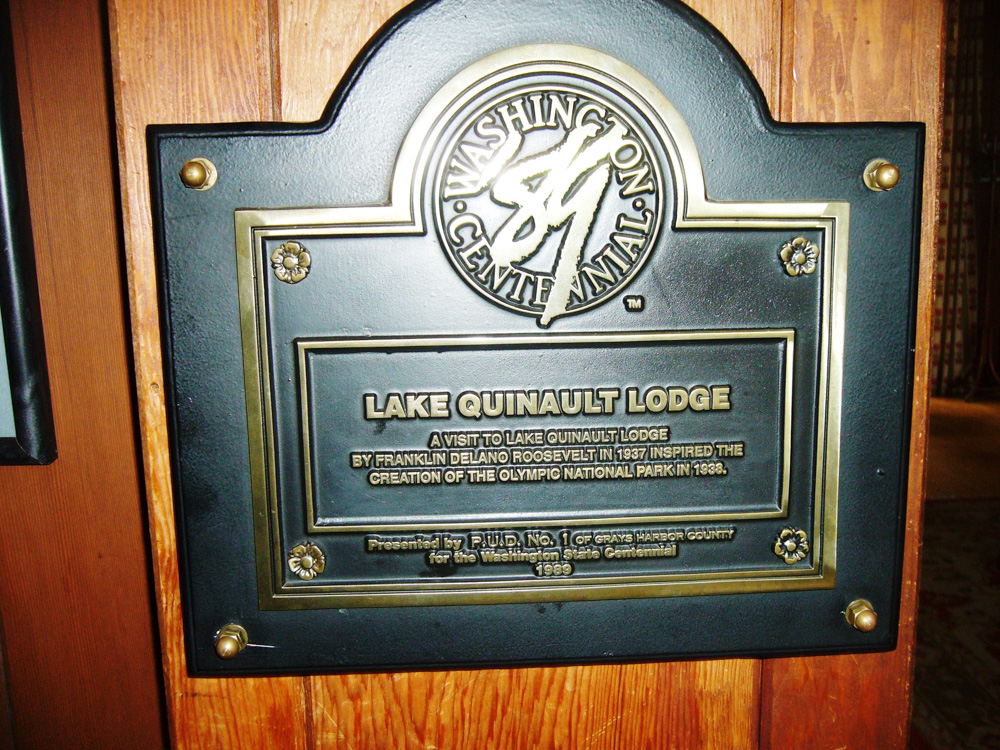 WASHINGTON
89
· CENTENNIAL ·
TM
LAKE QUINAULT LODGE
A VISIT TO LAKE QUINAULT LODGE
BY FRANKLIN DELANO ROOSEVELT IN 1937 INSPIRED THE
CREATION OF THE OLYMPIC NATIONAL PARK IN 1938.
Presented by P.U.D. No. 1 OF GRAYS HARBOR COUNTY
for the Washington State Centennial
1989